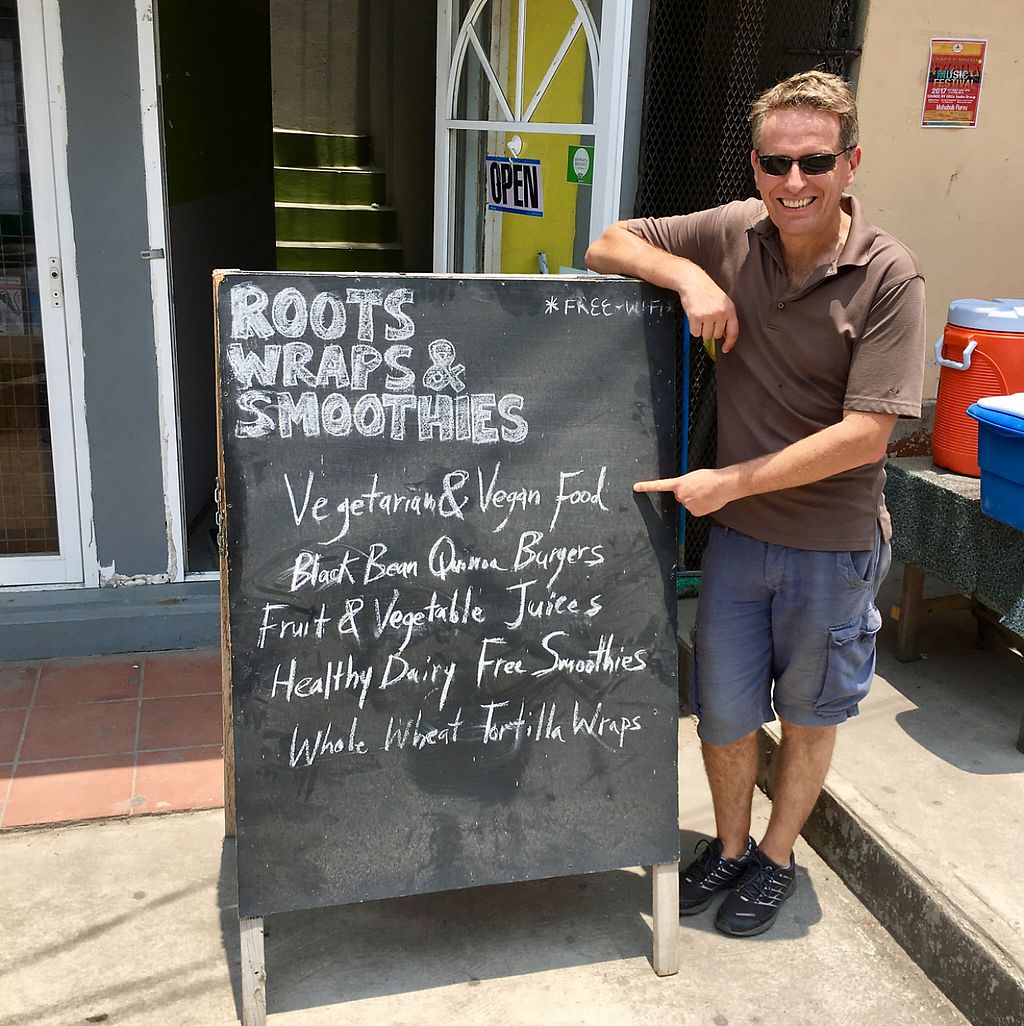 ROOTS
WRAPS &
SMOOTHIES
*FREE-WIFI*
Vegetarian & Vegan Food
Black Bean Quinoa Burgers
Fruit & Vegetable Juices
Healthy Dairy Free Smoothies
Whole Wheat Tortilla Wraps
OPEN
MUSIC
FESTIVAL
2017